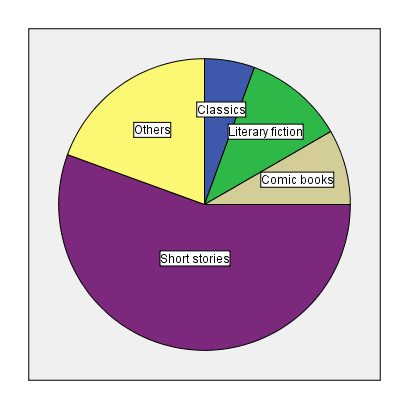 Classics
Others
Literary fiction
Comic books
Short stories